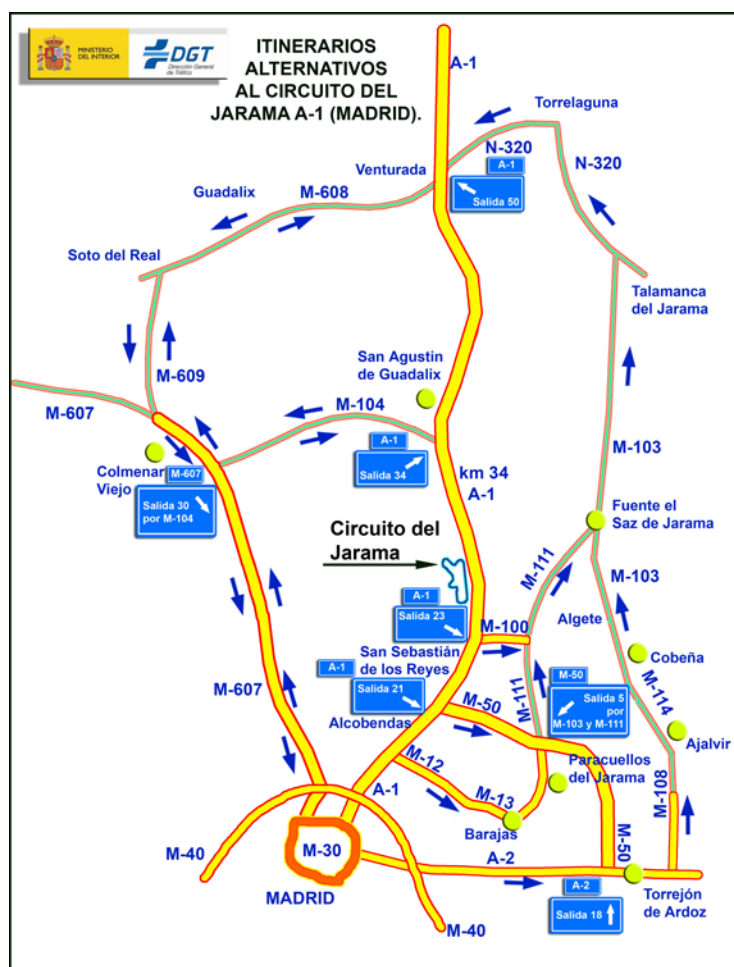 MINISTERIO
DEL INTERIOR
DGT
Dirección General
de Tráfico
ITINERARIOS
ALTERNATIVOS
AL CIRCUITO DEL
JARAMA A-1 (MADRID).
A-1
Torrelaguna
N-320
A-1
Salida 50
N-320
Venturada
M-608
Guadalix
Soto del Real
Talamanca
del Jarama
San Agustin
de Guadalix
M-609
M-607
M-104
A-1
Salida 34
M-103
Colmenar
Viejo
M-607
Salida 30
por M-104
km 34
A-1
Fuente el
Saz de Jarama
Circuito del
Jarama
M-111
M-103
A-1
Salida 23
M-100
Algete
San Sebastián
de los Reyes
Cobeña
A-1
Salida 21
M-50
Salida 5
por
M-103 y M-111
M-607
M-111
M-114
M-50
Alcobendas
Ajalvir
M-12
Paracuellos
del Jarama
A-1
M-13
M-108
Barajas
M-50
M-40
M-30
A-2
MADRID
A-2
Salida 18
Torrejón
de Ardoz
M-40